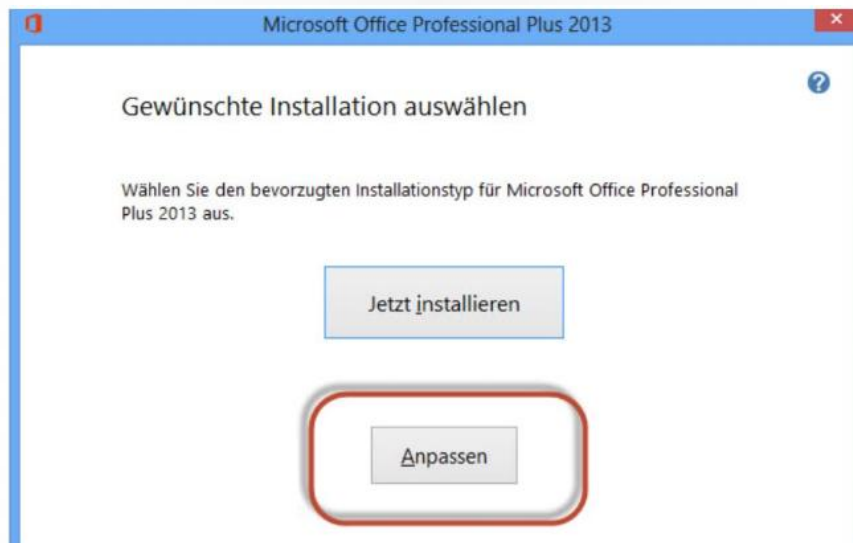 Microsoft Office Professional Plus 2013
Gewünschte Installation auswählen
Wählen Sie den bevorzugten Installationstyp für Microsoft Office Professional
Plus 2013 aus.
Jetzt installieren
Anpassen